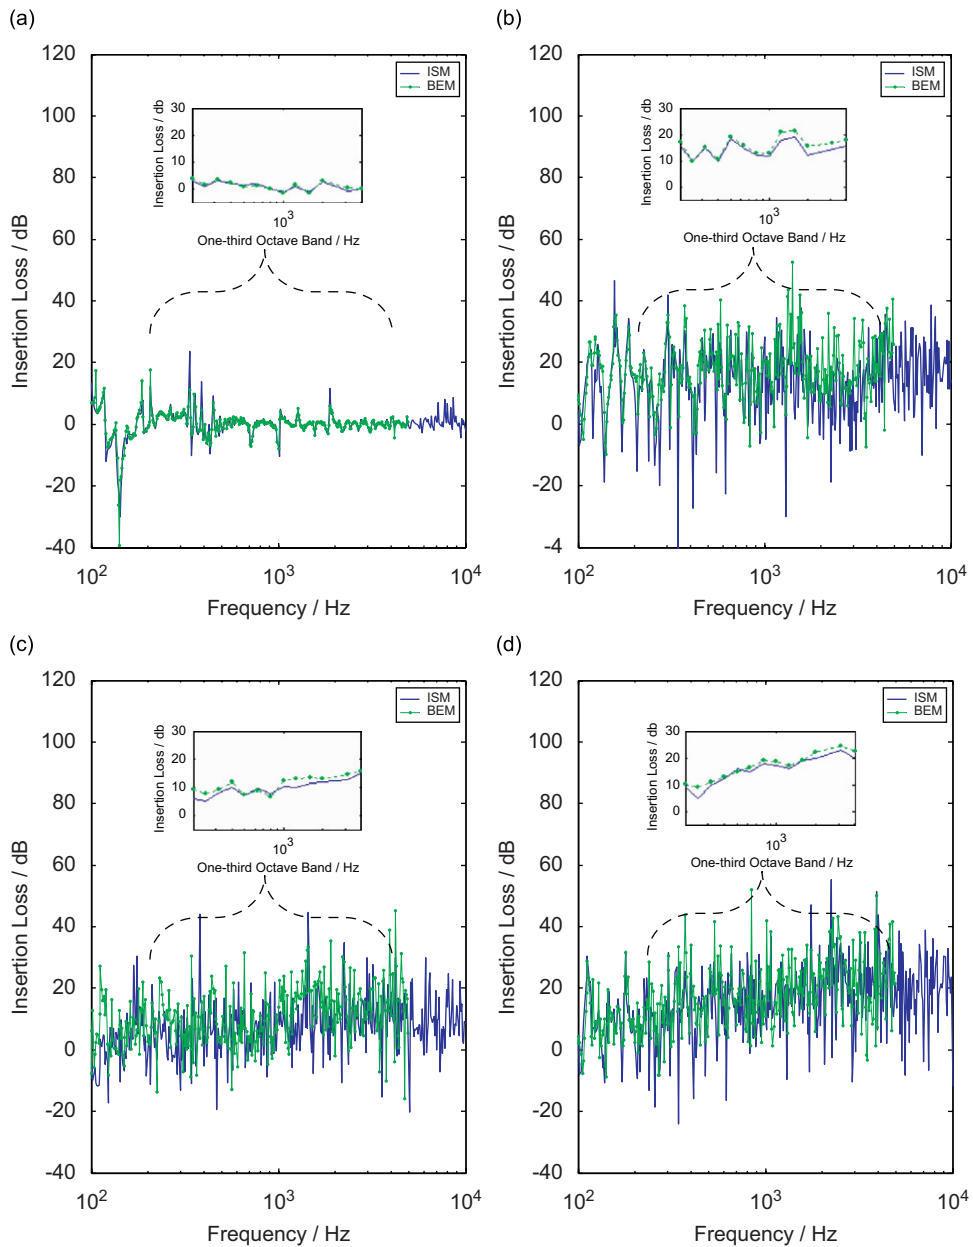 (a)
120
100
80
60
40
20
0
-20
-40
Insertion Loss / dB
102
103
104
Frequency / Hz
ISM
BEM
30
20
10
0
Insertion Loss / db
103
One-third Octave Band / Hz
(b)
120
100
80
60
40
20
0
-20
-4
Insertion Loss / dB
102
103
104
Frequency / Hz
ISM
BEM
30
20
10
0
Insertion Loss / db
103
One-third Octave Band / Hz
(c)
120
100
80
60
40
20
0
-20
-40
Insertion Loss / dB
102
103
104
Frequency / Hz
ISM
BEM
30
20
10
0
Insertion Loss / db
103
One-third Octave Band / Hz
(d)
120
100
80
60
40
20
0
-20
-40
Insertion Loss / dB
102
103
104
Frequency / Hz
ISM
BEM
30
20
10
0
Insertion Loss / db
103
One-third Octave Band / Hz